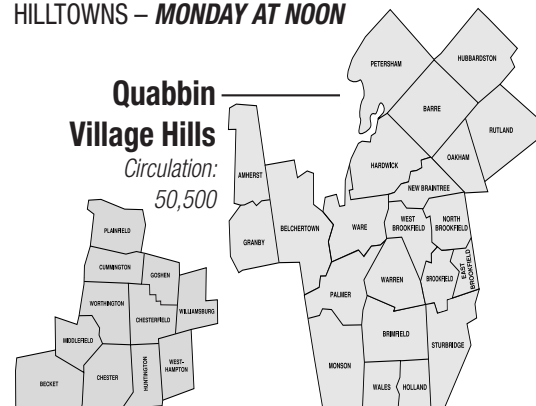 HILLTOWNS – MONDAY AT NOON
Quabbin
Village Hills
Circulation:
50,500
PETERSHAM
HUBBARDSTON
BARRE
RUTLAND
HARDWICK
OAKHAM
NEW BRAINTREE
AMHERST
BELCHERTOWN
GRANBY
WARE
WEST
BROOKFIELD
NORTH
BROOKFIELD
EAST
BROOKFIELD
BROOKFIELD
WARREN
PALMER
BRIMFIELD
STURBRIDGE
MONSON
WALES
HOLLAND
PLAINFIELD
CUMMINGTON
GOSHEN
WORTHINGTON
CHESTERFIELD
WILLIAMSBURG
MIDDLEFIELD
HUNTINGTON
WEST-
HAMPTON
BECKET
CHESTER